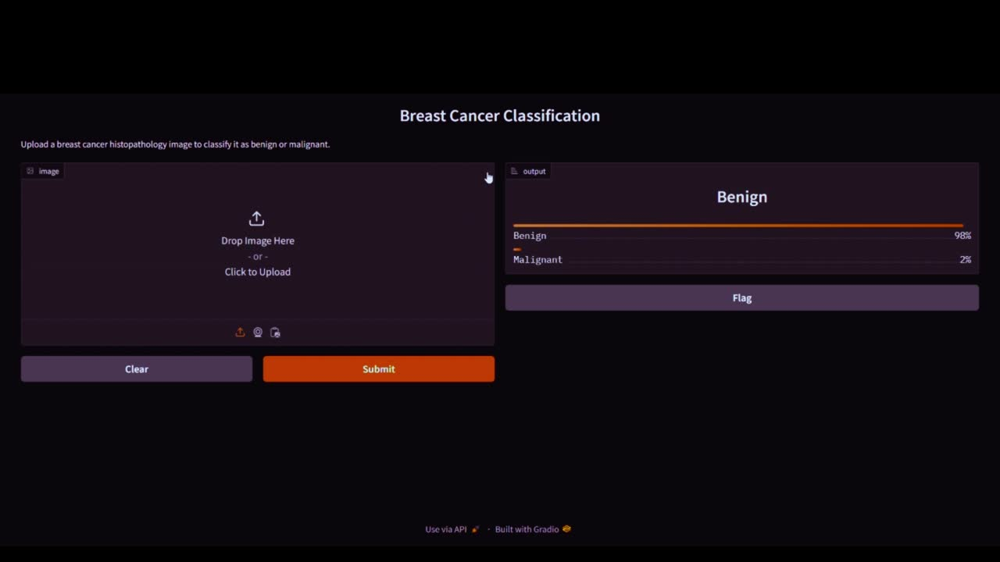 Breast Cancer Classification
Upload a breast cancer histopathology image to classify it as benign or malignant.
image
Drop Image Here
- or -
Click to Upload
Clear
Submit
output
Benign
Benign 98%
Malignant 2%
Flag
Use via API 🚀 · Built with Gradio